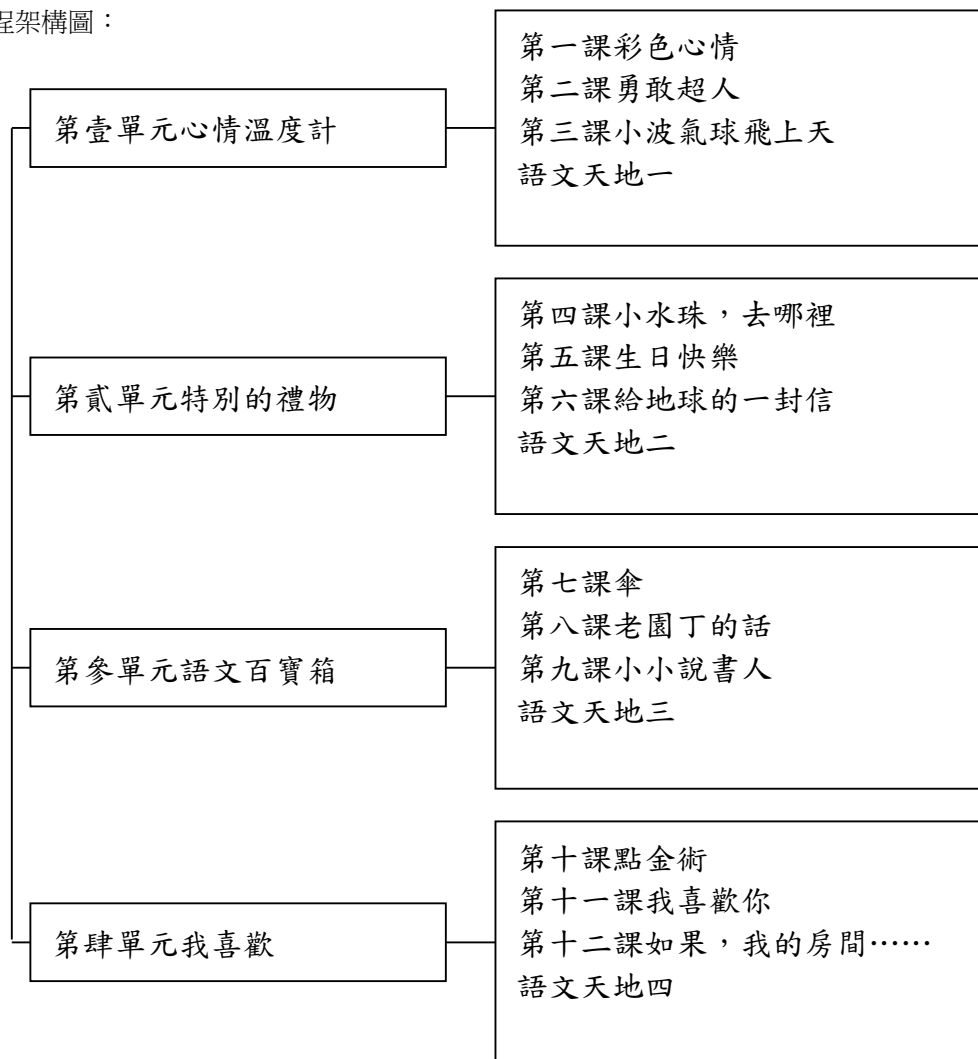 程架構圖：
第壹單元心情溫度計
第一課彩色心情
第二課勇敢超人
第三課小波氣球飛上天
語文天地一
第貳單元特別的禮物
第四課小水珠，去哪裡
第五課生日快樂
第六課給地球的一封信
語文天地二
第參單元語文百寶箱
第七課傘
第八課老園丁的話
第九課小小說書人
語文天地三
第肆單元我喜歡
第十課點金術
第十一課我喜歡你
第十二課如果，我的房間……
語文天地四